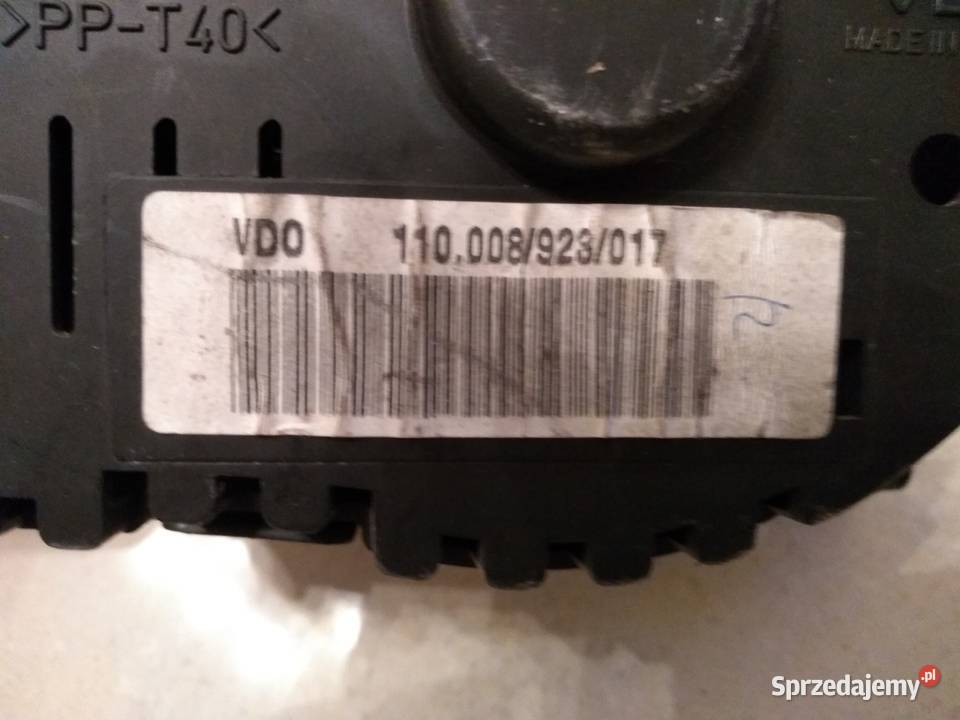 >PP-T40<
MADE IN
VDO 110.008/923/017
Sprzedajemy.pl